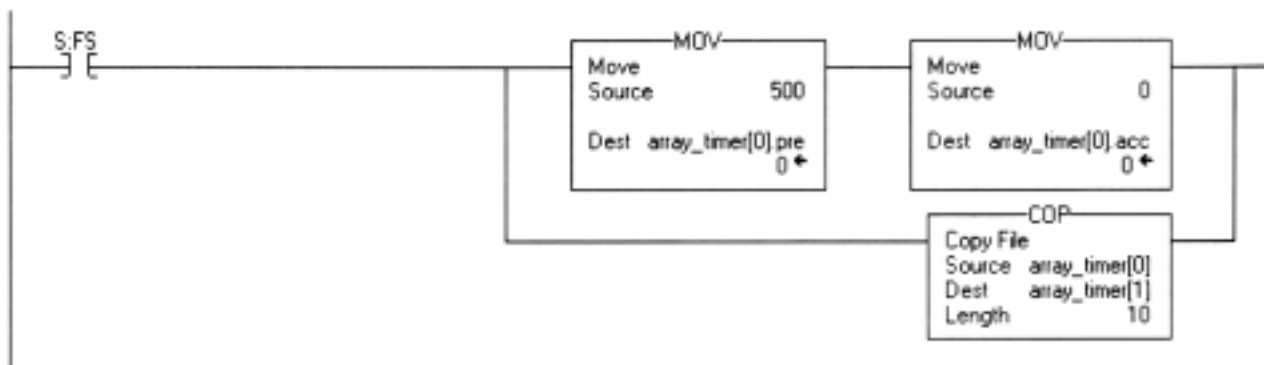 S:FS
MOV
Move
Source 500
Dest array_timer[0].pre
0
MOV
Move
Source 0
Dest array_timer[0].acc
0
COP
Copy File
Source array_timer[0]
Dest array_timer[1]
Length 10